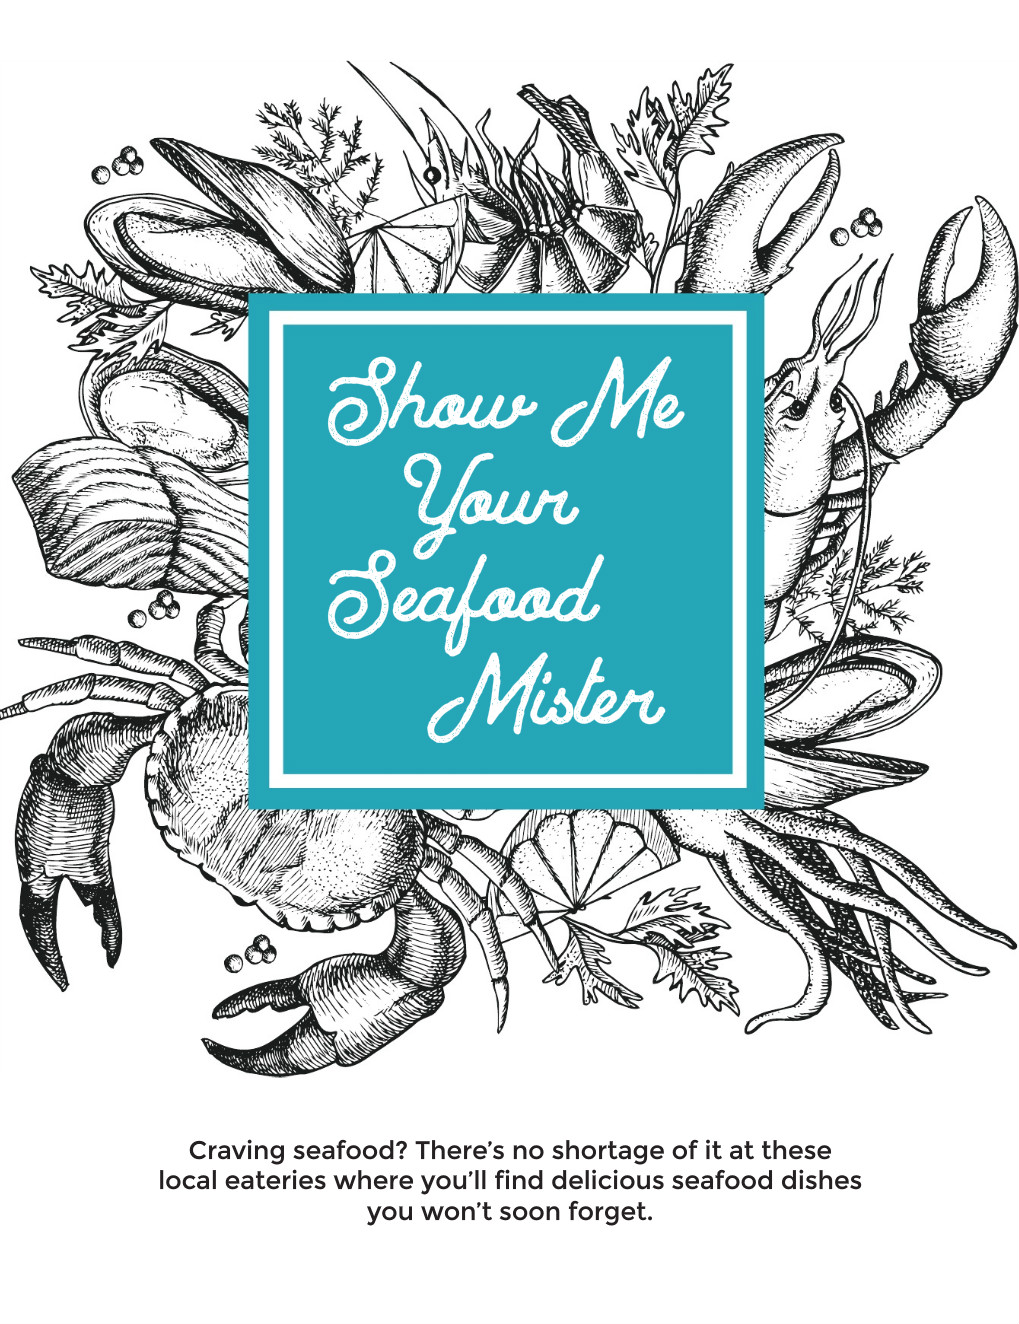 Show Me
Your
Seafood
Mister
Craving seafood? There’s no shortage of it at these
local eateries where you’ll find delicious seafood dishes
you won’t soon forget.